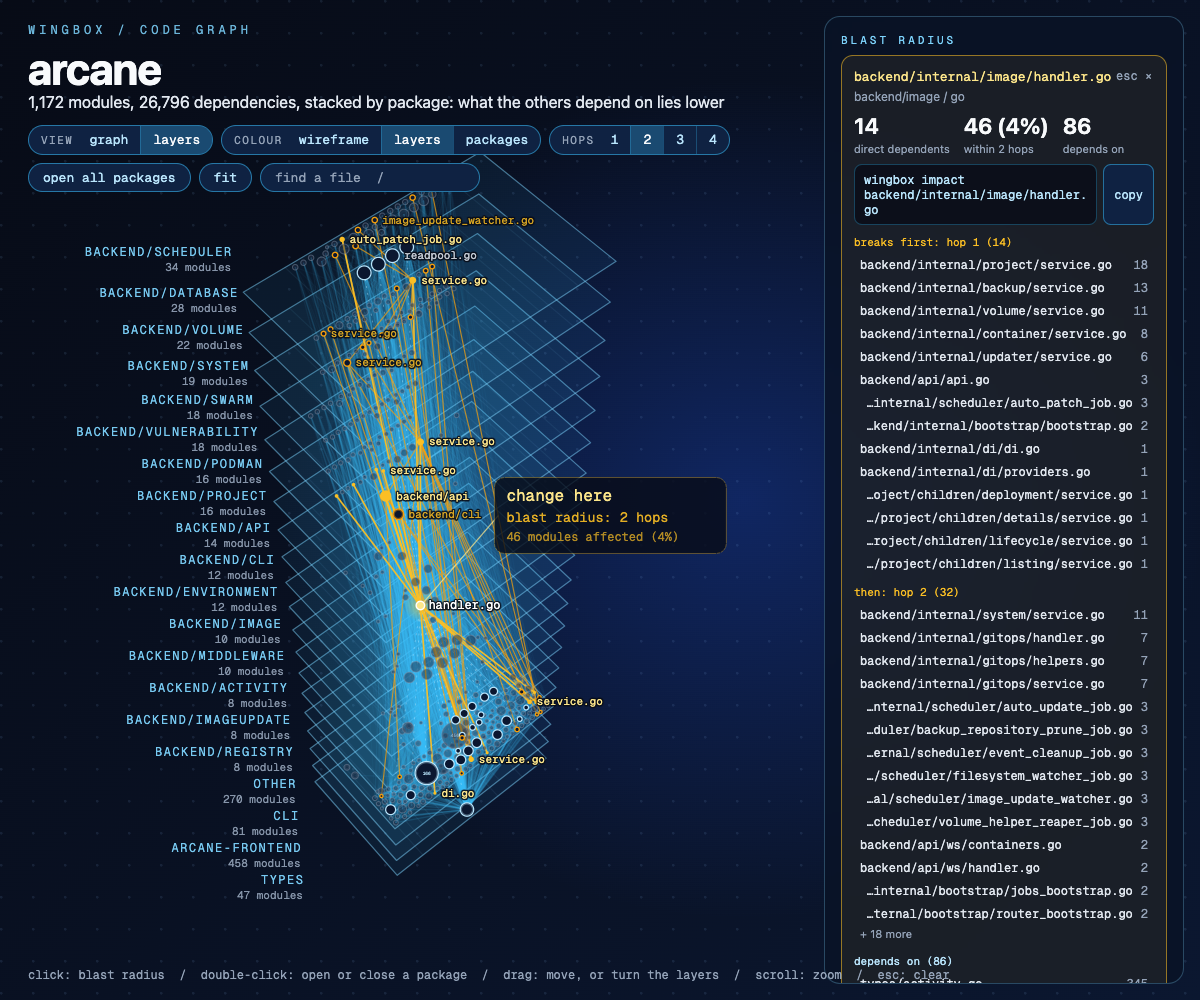 WINGBOX / CODE GRAPH
arcane
1,172 modules, 26,796 dependencies, stacked by package: what the others depend on lies lower
VIEW graph layers
COLOUR wireframe layers packages
HOPS 1 2 3 4
open all packages
fit
find a file /
BACKEND/SCHEDULER
34 modules
BACKEND/DATABASE
28 modules
BACKEND/VOLUME
22 modules
BACKEND/SYSTEM
19 modules
BACKEND/SWARM
18 modules
BACKEND/VULNERABILITY
18 modules
BACKEND/PODMAN
16 modules
BACKEND/PROJECT
16 modules
BACKEND/API
14 modules
BACKEND/CLI
12 modules
BACKEND/ENVIRONMENT
12 modules
BACKEND/IMAGE
10 modules
BACKEND/MIDDLEWARE
10 modules
BACKEND/ACTIVITY
8 modules
BACKEND/IMAGEUPDATE
8 modules
BACKEND/REGISTRY
8 modules
OTHER
270 modules
CLI
81 modules
ARCANE-FRONTEND
458 modules
TYPES
47 modules
image_update_watcher.go
auto_patch_job.go
readpool.go
service.go
service.go
service.go
service.go
service.go
backend/api
backend/cli
change here
blast radius: 2 hops
46 modules affected (4%)
handler.go
service.go
service.go
di.go
BLAST RADIUS
backend/internal/image/handler.go esc ×
backend/image / go
14 46 (4%) 86
direct dependents within 2 hops depends on
wingbox impact
backend/internal/image/handler.
go
copy
breaks first: hop 1 (14)
backend/internal/project/service.go 18
backend/internal/backup/service.go 13
backend/internal/volume/service.go 11
backend/internal/container/service.go 8
backend/internal/updater/service.go 6
backend/api/api.go 3
…internal/scheduler/auto_patch_job.go 3
…kend/internal/bootstrap/bootstrap.go 2
backend/internal/di/di.go 1
backend/internal/di/providers.go 1
…oject/children/deployment/service.go 1
…/project/children/details/service.go 1
…roject/children/lifecycle/service.go 1
…/project/children/listing/service.go 1
then: hop 2 (32)
backend/internal/system/service.go 11
backend/internal/gitops/handler.go 7
backend/internal/gitops/helpers.go 7
backend/internal/gitops/service.go 7
…nternal/scheduler/auto_update_job.go 3
…duler/backup_repository_prune_job.go 3
…ernal/scheduler/event_cleanup_job.go 3
…/scheduler/filesystem_watcher_job.go 3
…al/scheduler/image_update_watcher.go 3
…cheduler/volume_helper_reaper_job.go 3
backend/api/ws/containers.go 2
backend/api/ws/handler.go 2
…internal/bootstrap/jobs_bootstrap.go 2
…ternal/bootstrap/router_bootstrap.go 2
+ 18 more
depends on (86)
types/activity.go 345
click: blast radius / double-click: open or close a package / drag: move, or turn the layers / scroll: zoom / esc: clear